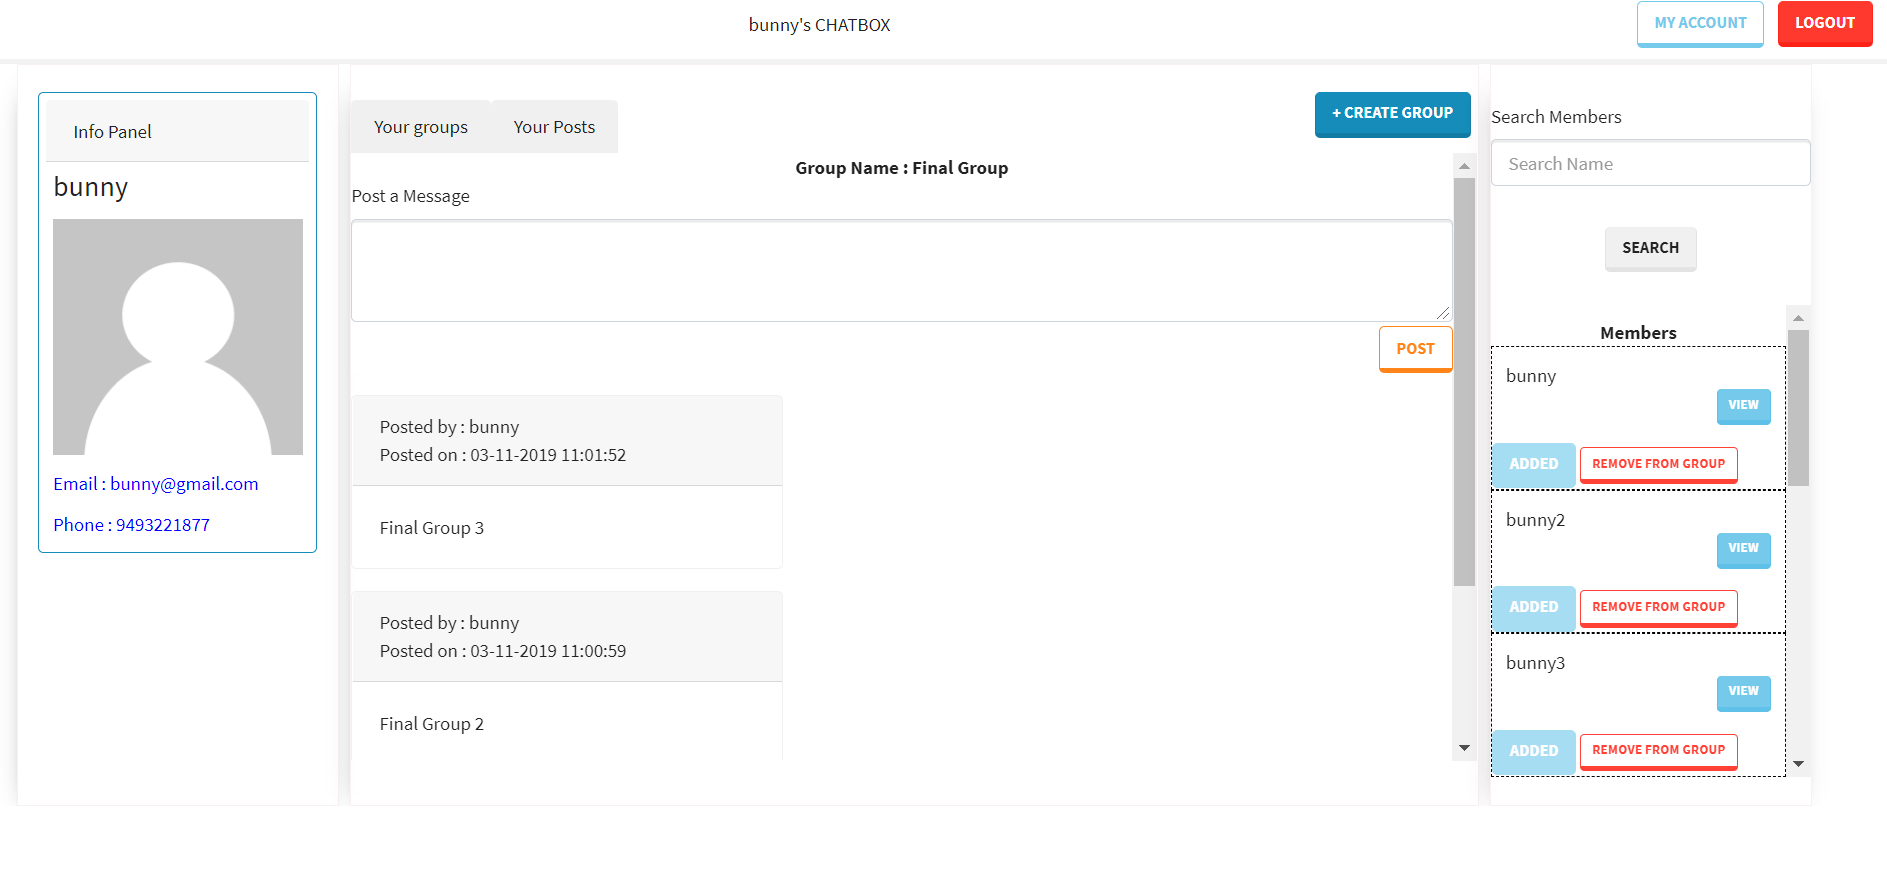 bunny's CHATBOX
MY ACCOUNT
LOGOUT
Info Panel
bunny
Email : bunny@gmail.com
Phone : 9493221877
Your groups
Your Posts
+ CREATE GROUP
Group Name : Final Group
Post a Message
POST
Posted by : bunny
Posted on : 03-11-2019 11:01:52
Final Group 3
Posted by : bunny
Posted on : 03-11-2019 11:00:59
Final Group 2
Search Members
Search Name
SEARCH
Members
bunny
VIEW
ADDED
REMOVE FROM GROUP
bunny2
VIEW
ADDED
REMOVE FROM GROUP
bunny3
VIEW
ADDED
REMOVE FROM GROUP